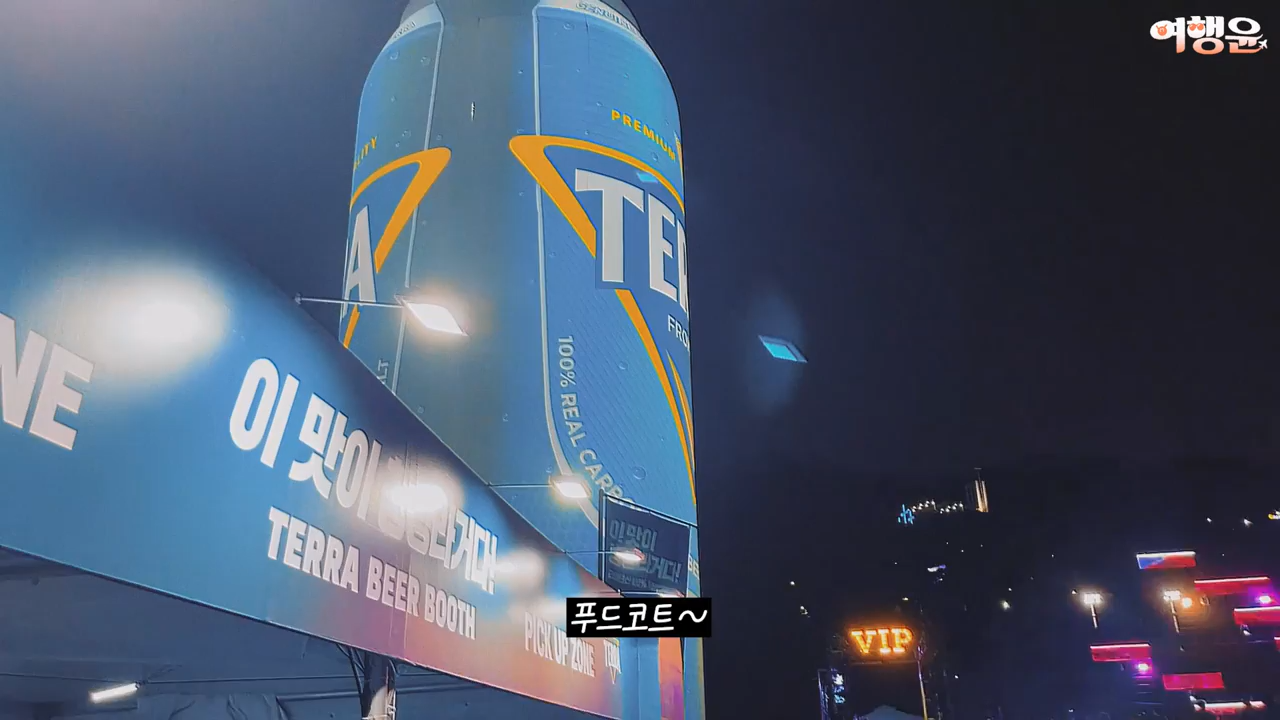 여행윤
PREMIUM
TER
FRO
100% REAL CARB
A
NE
이 맛이
TERRA BEER BOOTH
PICK UP ZONE
TERRA
이 맛이
푸드코트~
VIP